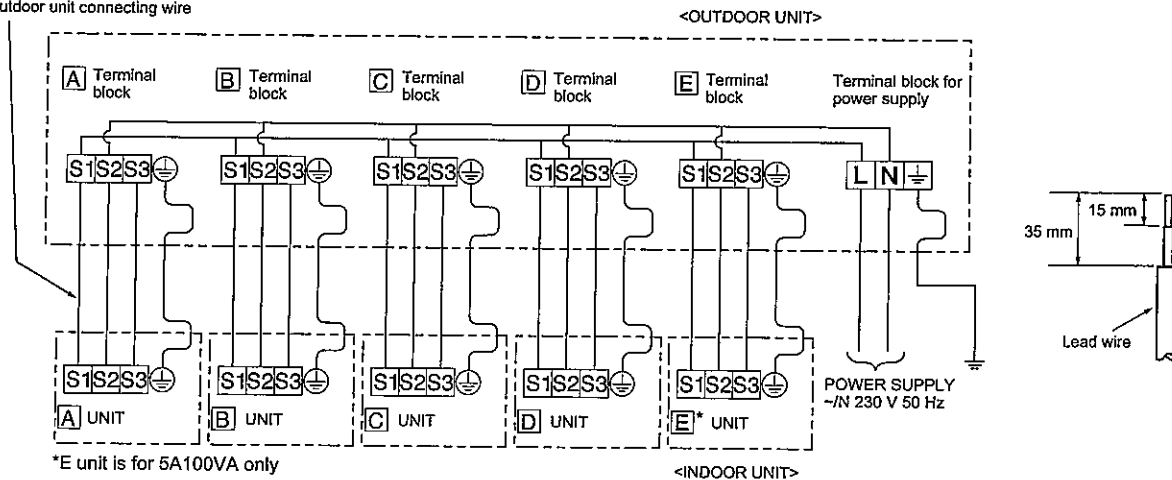 utdoor unit connecting wire
<OUTDOOR UNIT>
A Terminal block
B Terminal block
C Terminal block
D Terminal block
E Terminal block
Terminal block for
power supply
S1 S2 S3
S1 S2 S3
S1 S2 S3
S1 S2 S3
S1 S2 S3
L N
15 mm
35 mm
Lead wire
S1 S2 S3
S1 S2 S3
S1 S2 S3
S1 S2 S3
S1 S2 S3
A UNIT
B UNIT
C UNIT
D UNIT
E* UNIT
POWER SUPPLY
~/N 230 V 50 Hz
*E unit is for 5A100VA only
<INDOOR UNIT>